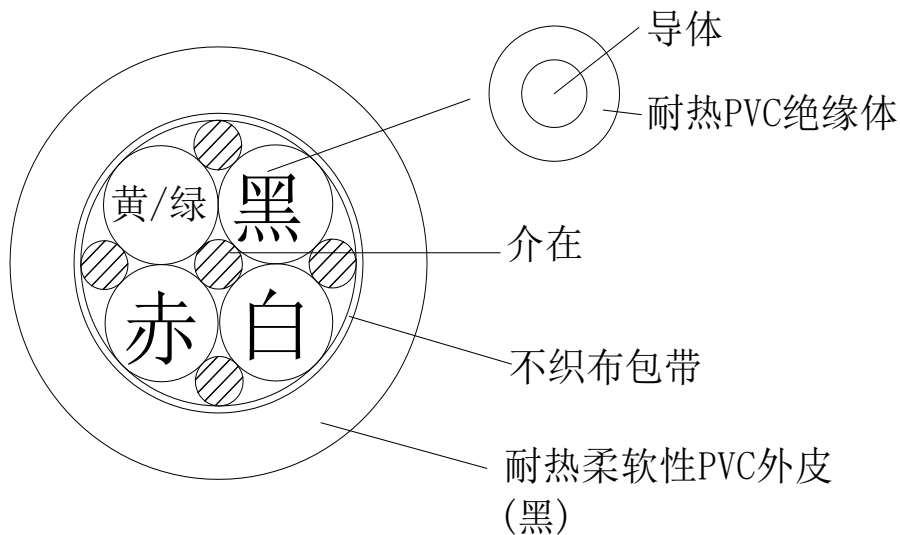 导体
耐热PVC绝缘体
黄/绿
黑
介在
赤
白
不织布包带
耐热柔软性PVC外皮
(黑)